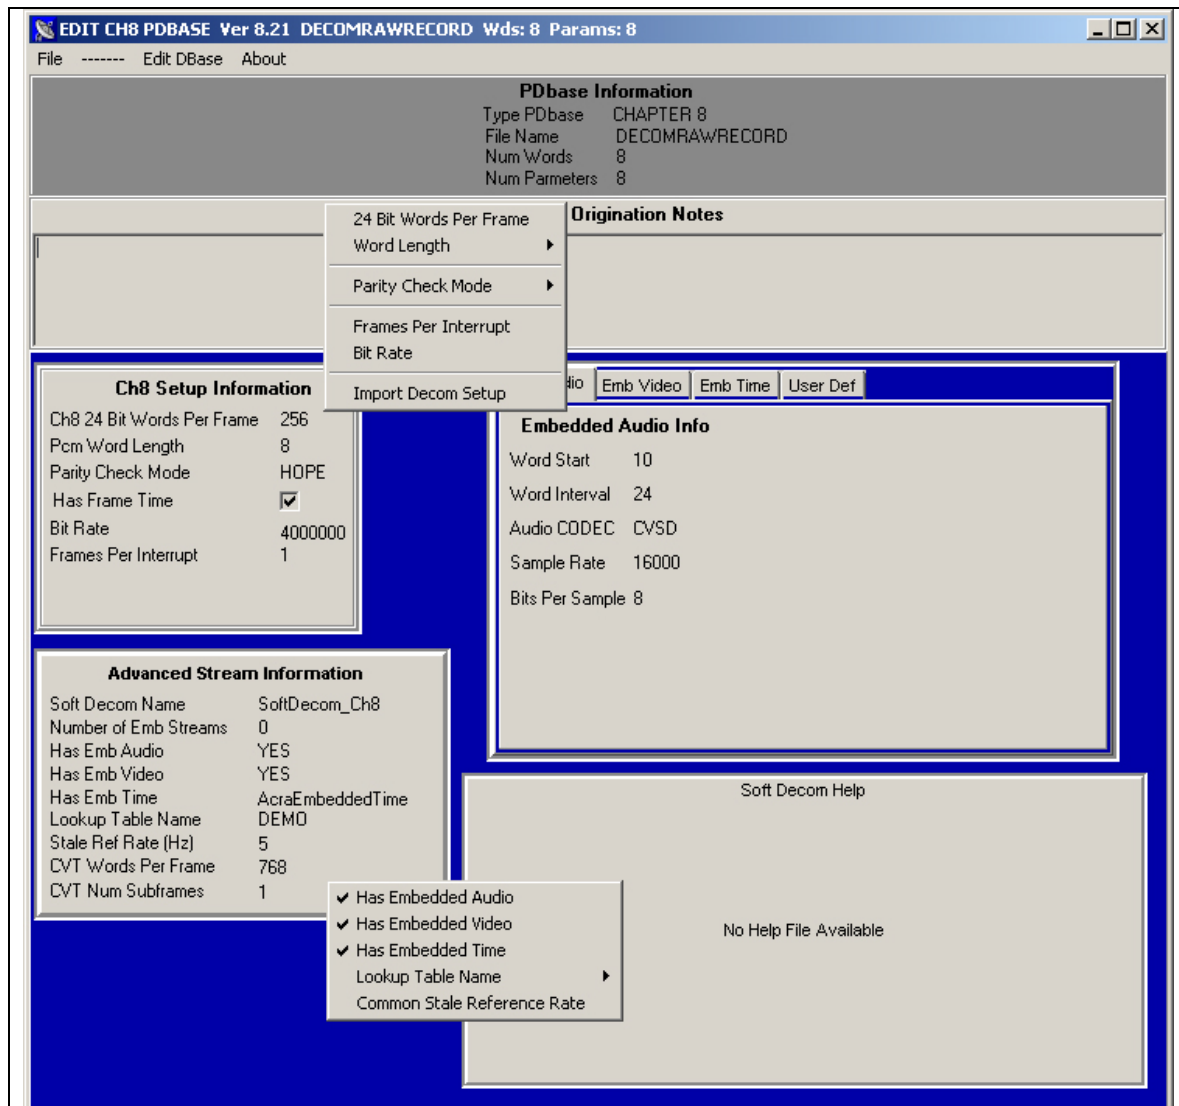 EDIT CH8 PDBASE Ver 8.21 DECOMRAWRECORD Wds: 8 Params: 8
File ------- Edit DBase About
PDbase Information
Type PDbase CHAPTER 8
File Name DECOMRAWRECORD
Num Words 8
Num Parmeters 8
Origination Notes
24 Bit Words Per Frame
Word Length
Parity Check Mode
Frames Per Interrupt
Bit Rate
Import Decom Setup
Ch8 Setup Information
Ch8 24 Bit Words Per Frame 256
Pcm Word Length 8
Parity Check Mode HOPE
Has Frame Time
Bit Rate 4000000
Frames Per Interrupt 1
dio Emb Video Emb Time User Def
Embedded Audio Info
Word Start 10
Word Interval 24
Audio CODEC CVSD
Sample Rate 16000
Bits Per Sample 8
Advanced Stream Information
Soft Decom Name SoftDecom_Ch8
Number of Emb Streams 0
Has Emb Audio YES
Has Emb Video YES
Has Emb Time AcraEmbeddedTime
Lookup Table Name DEMO
Stale Ref Rate (Hz) 5
CVT Words Per Frame 768
CVT Num Subframes 1
Has Embedded Audio
Has Embedded Video
Has Embedded Time
Lookup Table Name
Common Stale Reference Rate
Soft Decom Help
No Help File Available